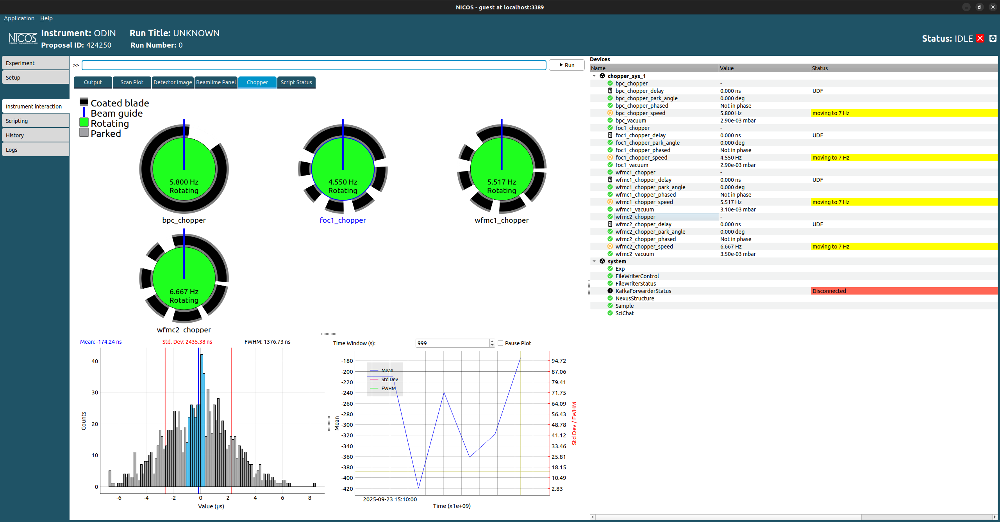 NICOS - guest at localhost:3389
Application Help
NICOS
Instrument: ODIN Run Title: UNKNOWN
Proposal ID: 424250 Run Number: 0
Status: IDLE
Experiment
Setup
Instrument interaction
Scripting
History
Logs
>> Run
Output Scan Plot Detector Image Beamlime Panel Chopper Script Status
Coated blade
Beam guide
Rotating
Parked
5.800 Hz
Rotating
bpc_chopper
4.550 Hz
Rotating
foc1_chopper
5.517 Hz
Rotating
wfmc1_chopper
6.667 Hz
Rotating
wfmc2_chopper
Mean: -174.24 ns Std. Dev: 2435.38 ns FWHM: 1376.73 ns
Counts
40
30
20
10
0
-6 -4 -2 0 2 4 6 8
Value (µs)
Time Window (s): 999 Pause Plot
Mean
-180
-200
-220
-240
-260
-280
-300
-320
-340
-360
-380
-400
-420
Mean
Std Dev
FWHM
94.72
87.06
79.41
71.75
64.09
56.43
48.78
41.12
33.46
25.81
18.15
10.49
2.83
Std Dev / FWHM
2025-09-23 15:10:00
Time (x1e+09)
Devices
Name Value Status
chopper_sys_1
bpc_chopper -
bpc_chopper_delay 0.000 ns UDF
bpc_chopper_park_angle 0.000 deg
bpc_chopper_phased Not in phase
bpc_chopper_speed 5.800 Hz moving to 7 Hz
bpc_vacuum 2.90e-03 mbar
foc1_chopper -
foc1_chopper_delay 0.000 ns UDF
foc1_chopper_park_angle 0.000 deg
foc1_chopper_phased Not in phase
foc1_chopper_speed 4.550 Hz moving to 7 Hz
foc1_vacuum 2.90e-03 mbar
wfmc1_chopper -
wfmc1_chopper_delay 0.000 ns UDF
wfmc1_chopper_park_angle 0.000 deg
wfmc1_chopper_phased Not in phase
wfmc1_chopper_speed 5.517 Hz moving to 7 Hz
wfmc1_vacuum 3.10e-03 mbar
wfmc2_chopper -
wfmc2_chopper_delay 0.000 ns UDF
wfmc2_chopper_park_angle 0.000 deg
wfmc2_chopper_phased Not in phase
wfmc2_chopper_speed 6.667 Hz moving to 7 Hz
wfmc2_vacuum 3.50e-03 mbar
system
Exp
FileWriterControl
FileWriterStatus
KafkaForwarderStatus Disconnected
NexusStructure
Sample
SciChat